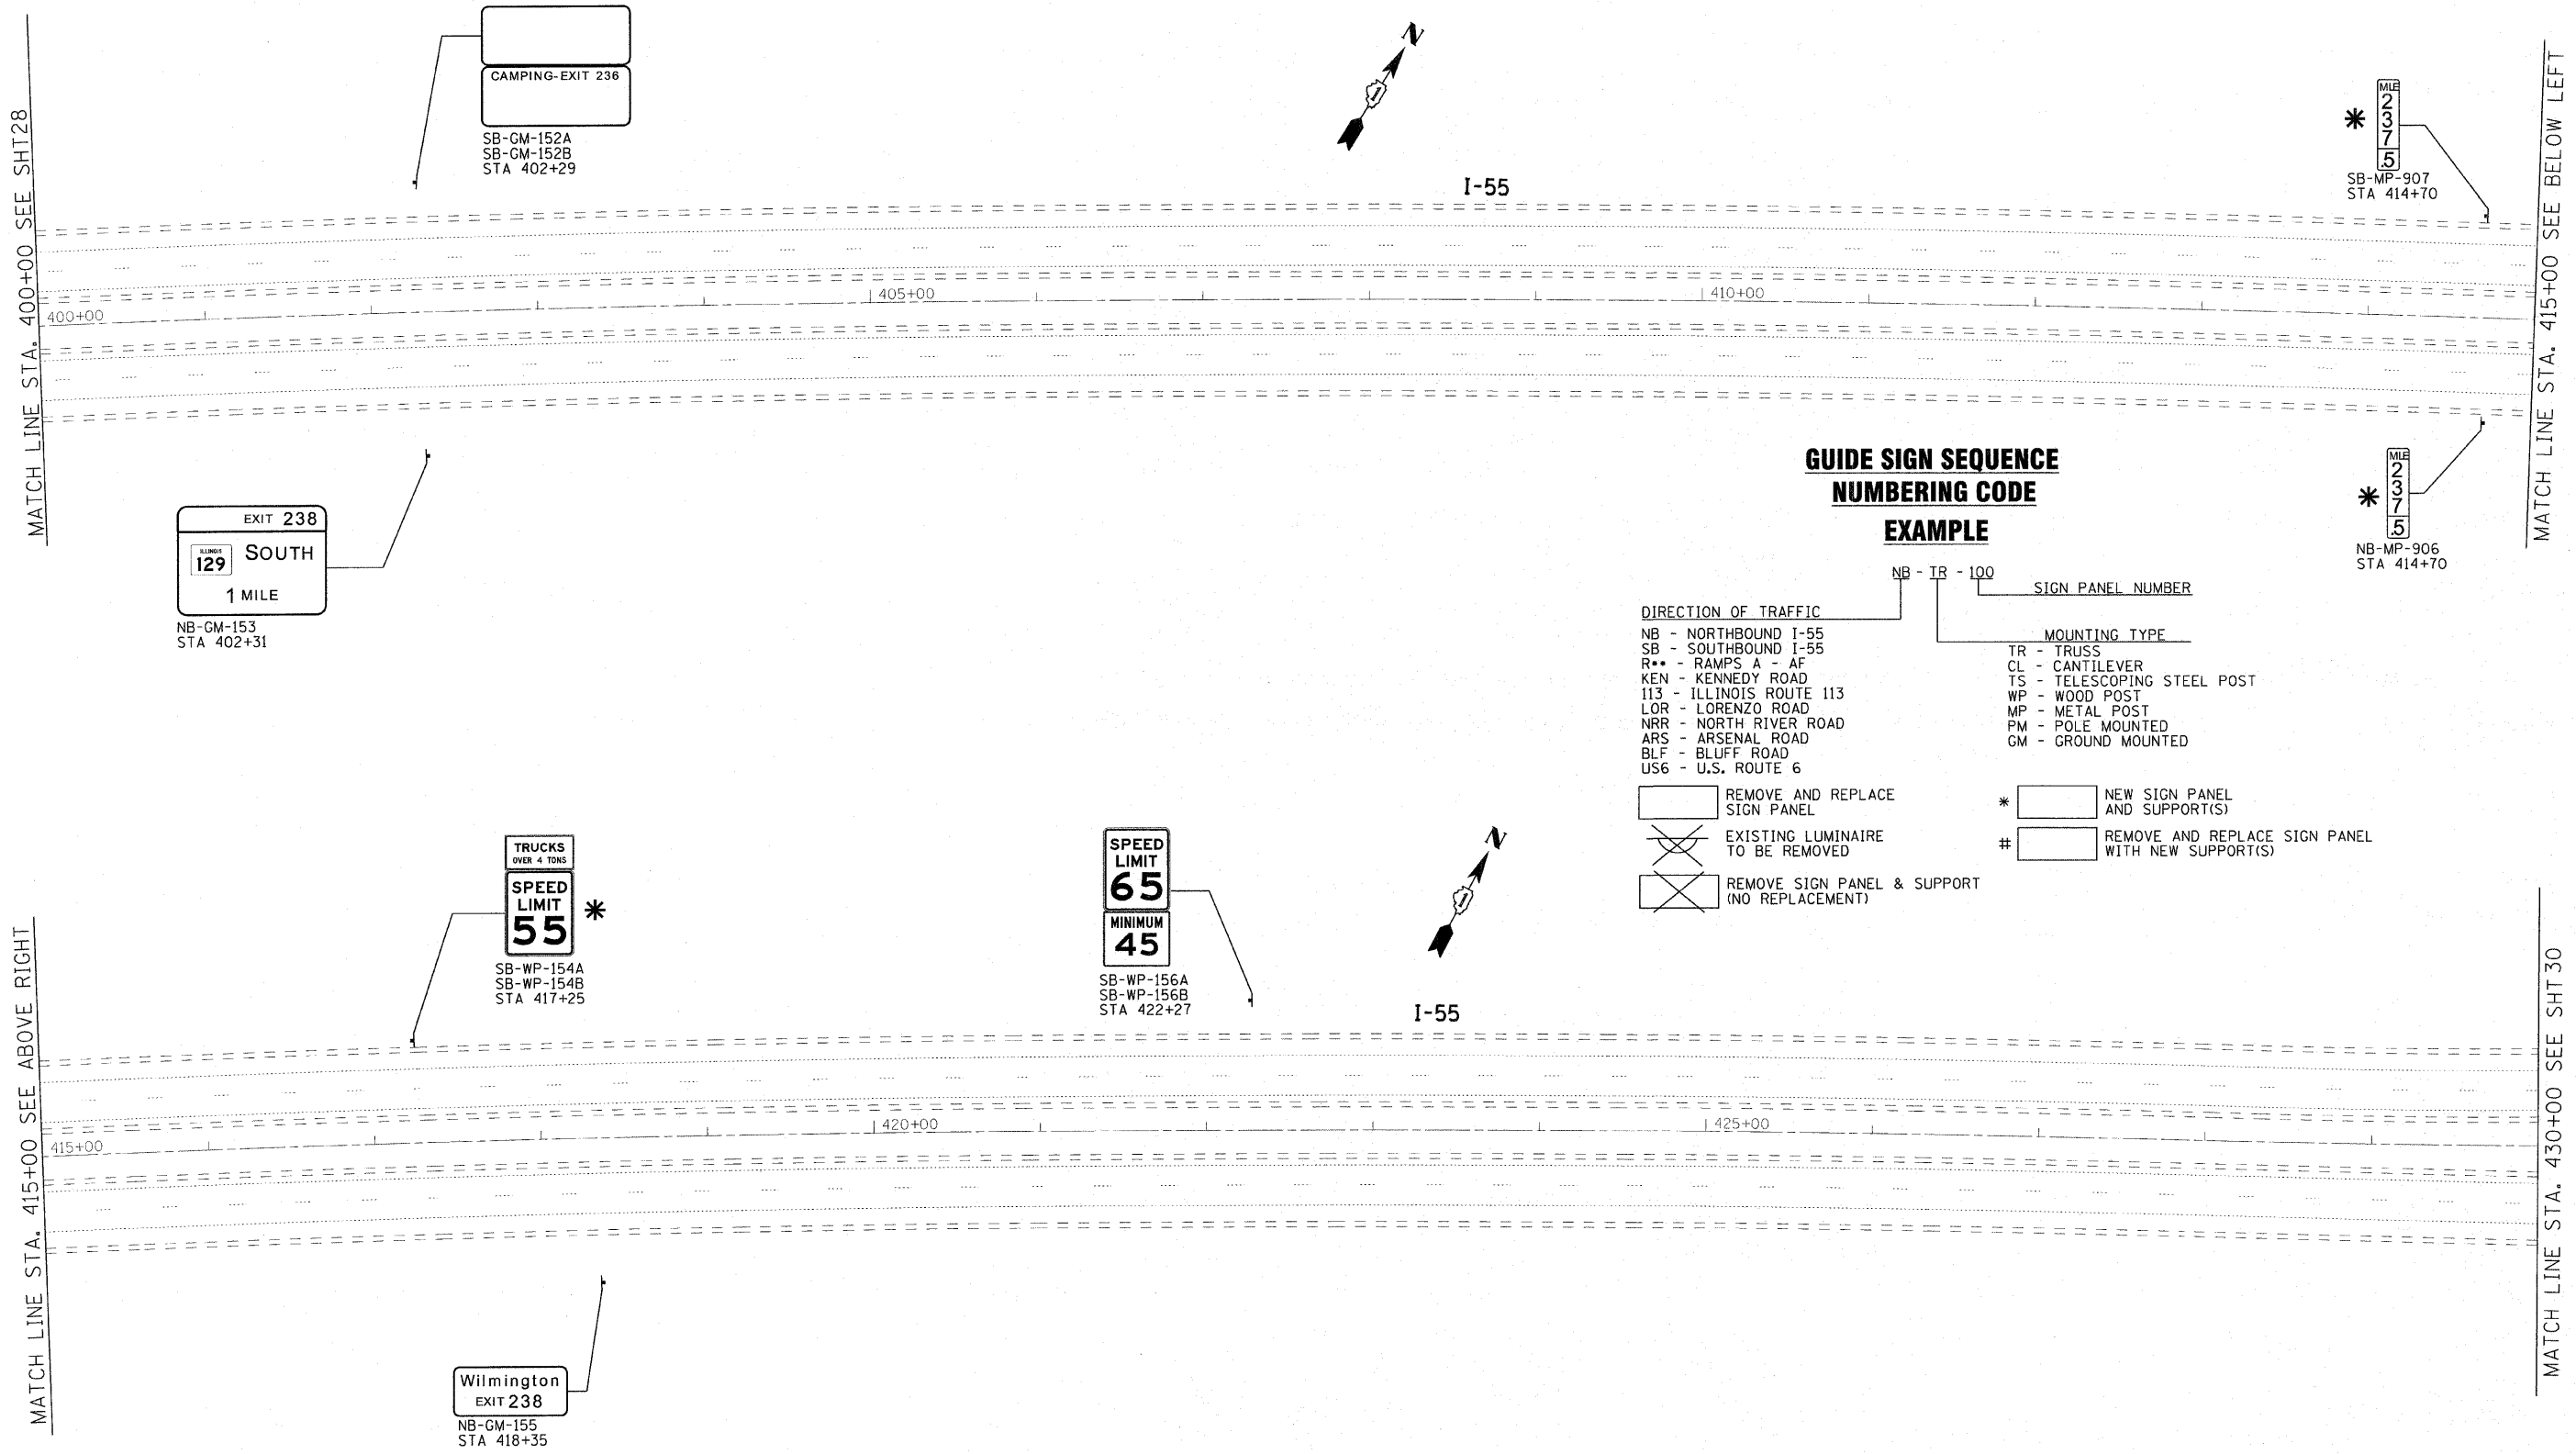 MATCH LINE STA. 400+00 SEE SHT28
CAMPING-EXIT 236
SB-GM-152A
SB-GM-152B
STA 402+29
N
1
I-55
*
MILE
2
3
7
.5
SB-MP-907
STA 414+70
MATCH LINE STA. 415+00 SEE BELOW LEFT
400+00
405+00
410+00
EXIT 238
ILLINOIS
129
SOUTH
1 MILE
NB-GM-153
STA 402+31
*
MILE
2
3
7
.5
NB-MP-906
STA 414+70
GUIDE SIGN SEQUENCE
NUMBERING CODE
EXAMPLE
NB - TR - 100
SIGN PANEL NUMBER
DIRECTION OF TRAFFIC
NB - NORTHBOUND I-55
SB - SOUTHBOUND I-55
R** - RAMPS A - AF
KEN - KENNEDY ROAD
113 - ILLINOIS ROUTE 113
LOR - LORENZO ROAD
NRR - NORTH RIVER ROAD
ARS - ARSENAL ROAD
BLF - BLUFF ROAD
US6 - U.S. ROUTE 6
MOUNTING TYPE
TR - TRUSS
CL - CANTILEVER
TS - TELESCOPING STEEL POST
WP - WOOD POST
MP - METAL POST
PM - POLE MOUNTED
GM - GROUND MOUNTED
REMOVE AND REPLACE
SIGN PANEL
EXISTING LUMINAIRE
TO BE REMOVED
REMOVE SIGN PANEL & SUPPORT
(NO REPLACEMENT)
*
NEW SIGN PANEL
AND SUPPORT(S)
#
REMOVE AND REPLACE SIGN PANEL
WITH NEW SUPPORT(S)
MATCH LINE STA. 415+00 SEE ABOVE RIGHT
TRUCKS
OVER 4 TONS
SPEED
LIMIT
55
*
SB-WP-154A
SB-WP-154B
STA 417+25
SPEED
LIMIT
65
MINIMUM
45
SB-WP-156A
SB-WP-156B
STA 422+27
N
1
I-55
MATCH LINE STA. 430+00 SEE SHT 30
415+00
420+00
425+00
Wilmington
EXIT 238
NB-GM-155
STA 418+35